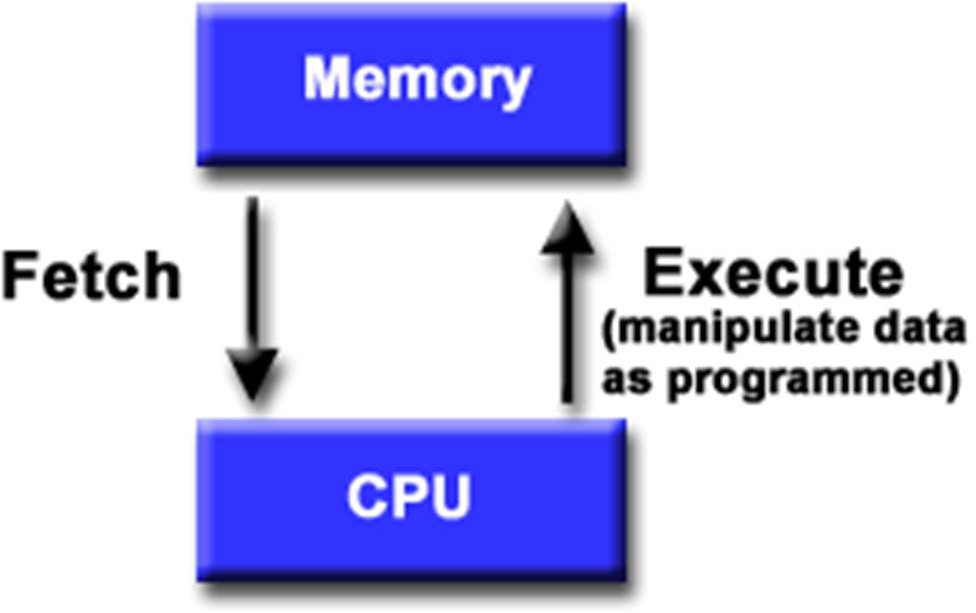 Memory
Fetch
Execute
(manipulate data
as programmed)
CPU